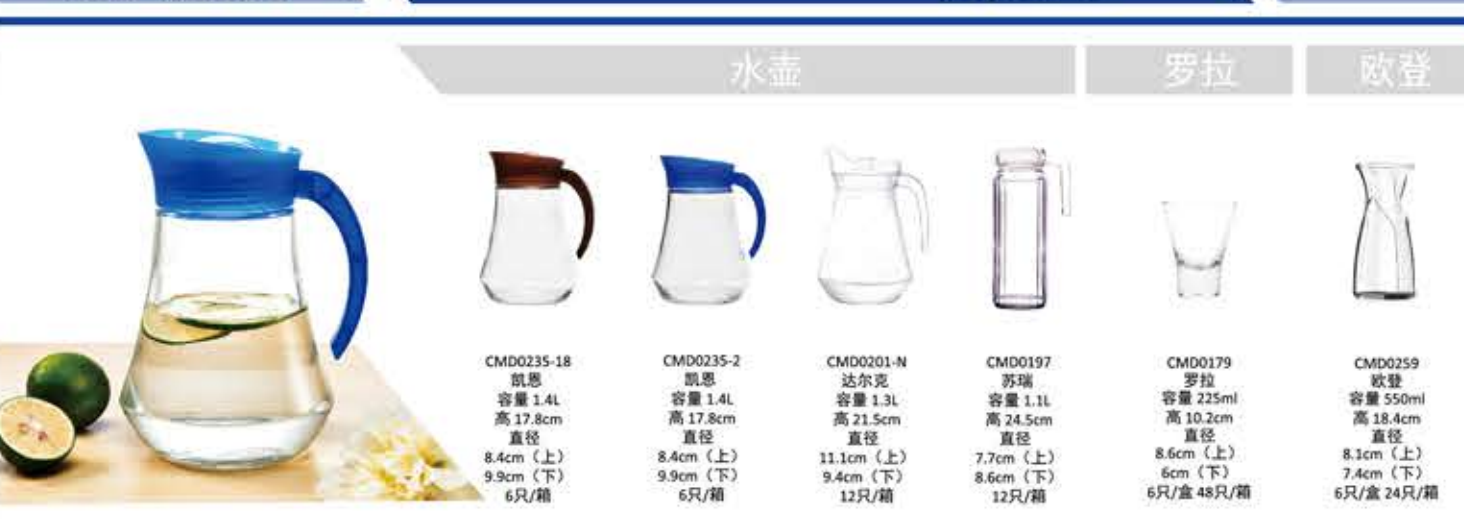 水壶
罗拉
欧登
CMD0235-18
凯恩
容量 1.4L
高 17.8cm
直径
8.4cm（上）
9.9cm（下）
6只/箱
CMD0235-2
凯恩
容量 1.4L
高 17.8cm
直径
8.4cm（上）
9.9cm（下）
6只/箱
CMD0201-N
达尔克
容量 1.3L
高 21.5cm
直径
11.1cm（上）
9.4cm（下）
12只/箱
CMD0197
苏瑞
容量 1.1L
高 24.5cm
直径
7.7cm（上）
8.6cm（下）
12只/箱
CMD0179
罗拉
容量 225ml
高 10.2cm
直径
8.6cm（上）
6cm（下）
6只/盒 48只/箱
CMD0259
欧登
容量 550ml
高 18.4cm
直径
8.1cm（上）
7.4cm（下）
6只/盒 24只/箱